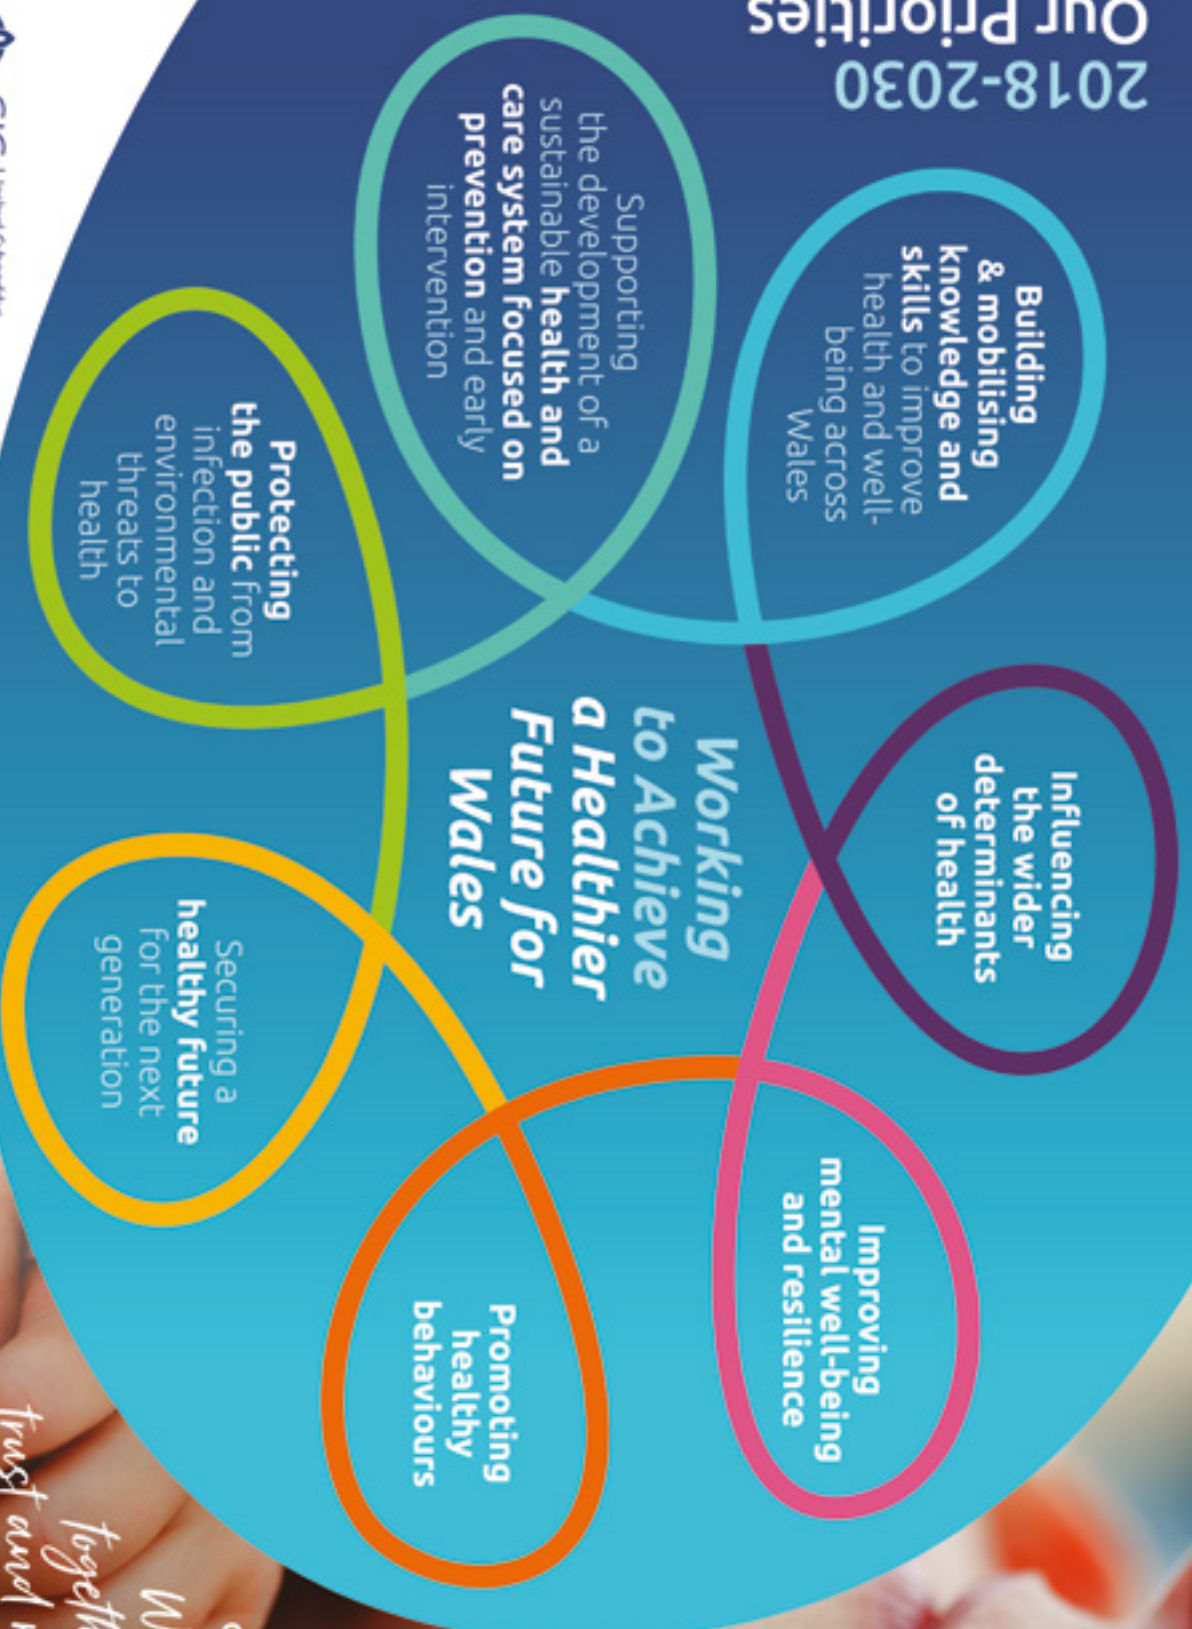 Our Priorities
2018-2030
Building
& mobilising
knowledge and
skills to improve
health and well-
being across
Wales
Influencing
the wider
determinants
of health
Improving
mental well-being
and resilience
Promoting
healthy
behaviours
Securing a
healthy future
for the next
generation
Protecting
the public from
infection and
environmental
threats to
health
Supporting
the development of a
sustainable health and
care system focused on
prevention and early
intervention
Working
to Achieve
a Healthier
Future for
Wales
trust and